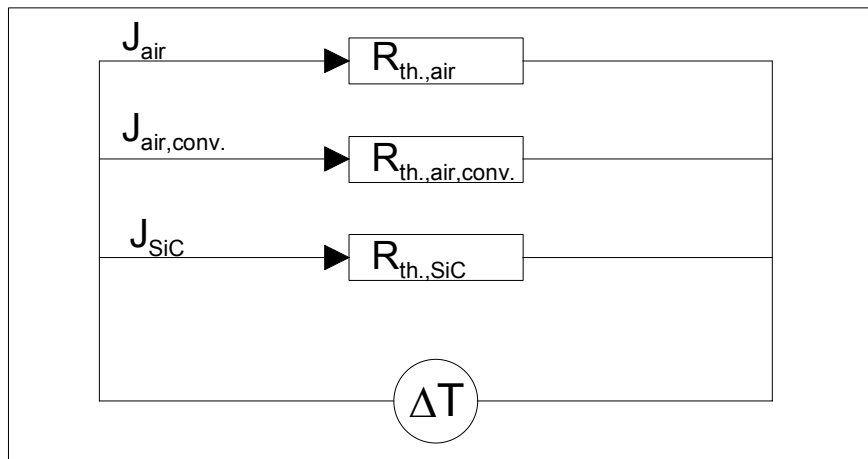 J_air
R_th.,air
J_air,conv.
R_th.,air,conv.
J_SiC
R_th.,SiC
ΔT